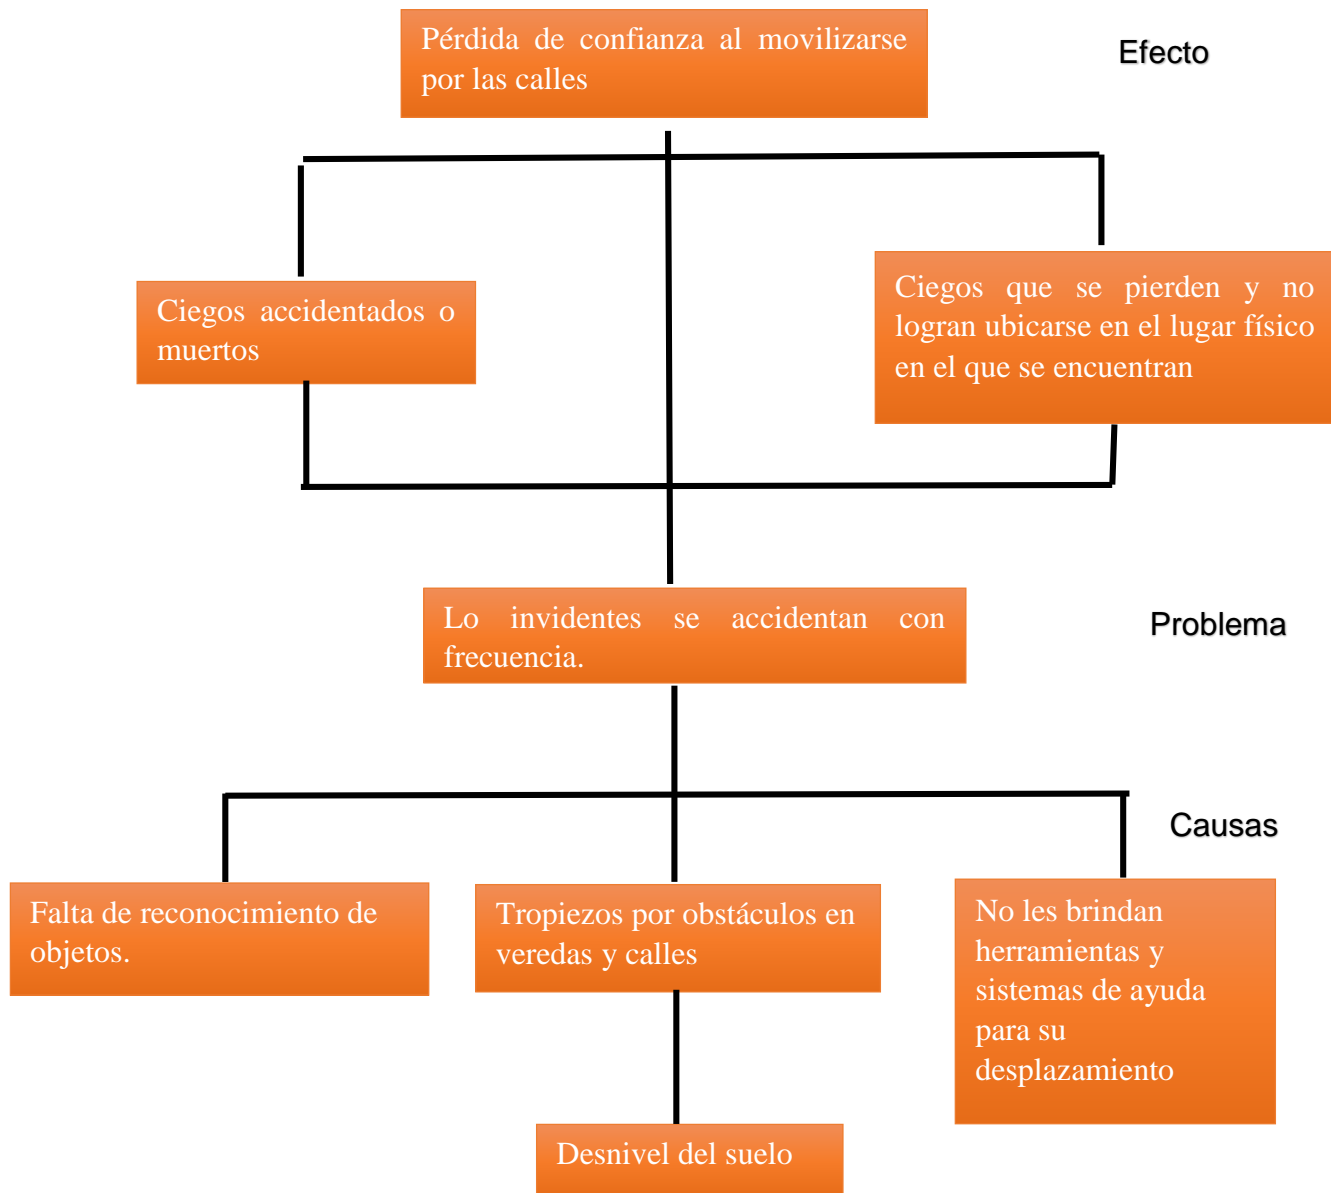 Pérdida de confianza al movilizarse
por las calles
Efecto
Ciegos accidentados o
muertos
Ciegos que se pierden y no
logran ubicarse en el lugar físico
en el que se encuentran
Lo invidentes se accidentan con
frecuencia.
Problema
Causas
Falta de reconocimiento de
objetos.
Tropiezos por obstáculos en
veredas y calles
No les brindan
herramientas y
sistemas de ayuda
para su
desplazamiento
Desnivel del suelo